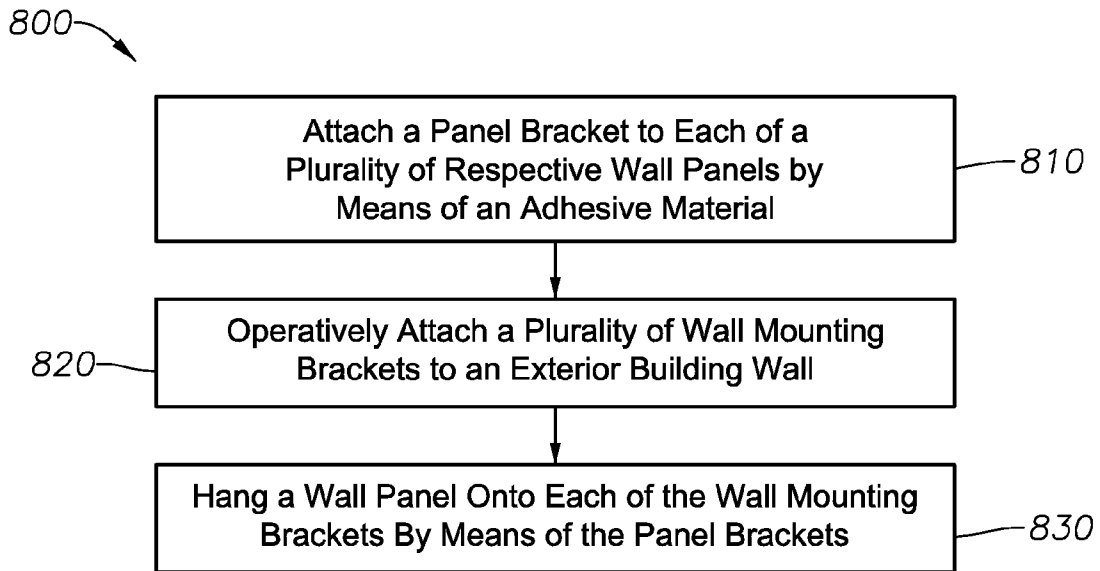 800
Attach a Panel Bracket to Each of a
Plurality of Respective Wall Panels by
Means of an Adhesive Material
810
Operatively Attach a Plurality of Wall Mounting
Brackets to an Exterior Building Wall
820
Hang a Wall Panel Onto Each of the Wall Mounting
Brackets By Means of the Panel Brackets
830